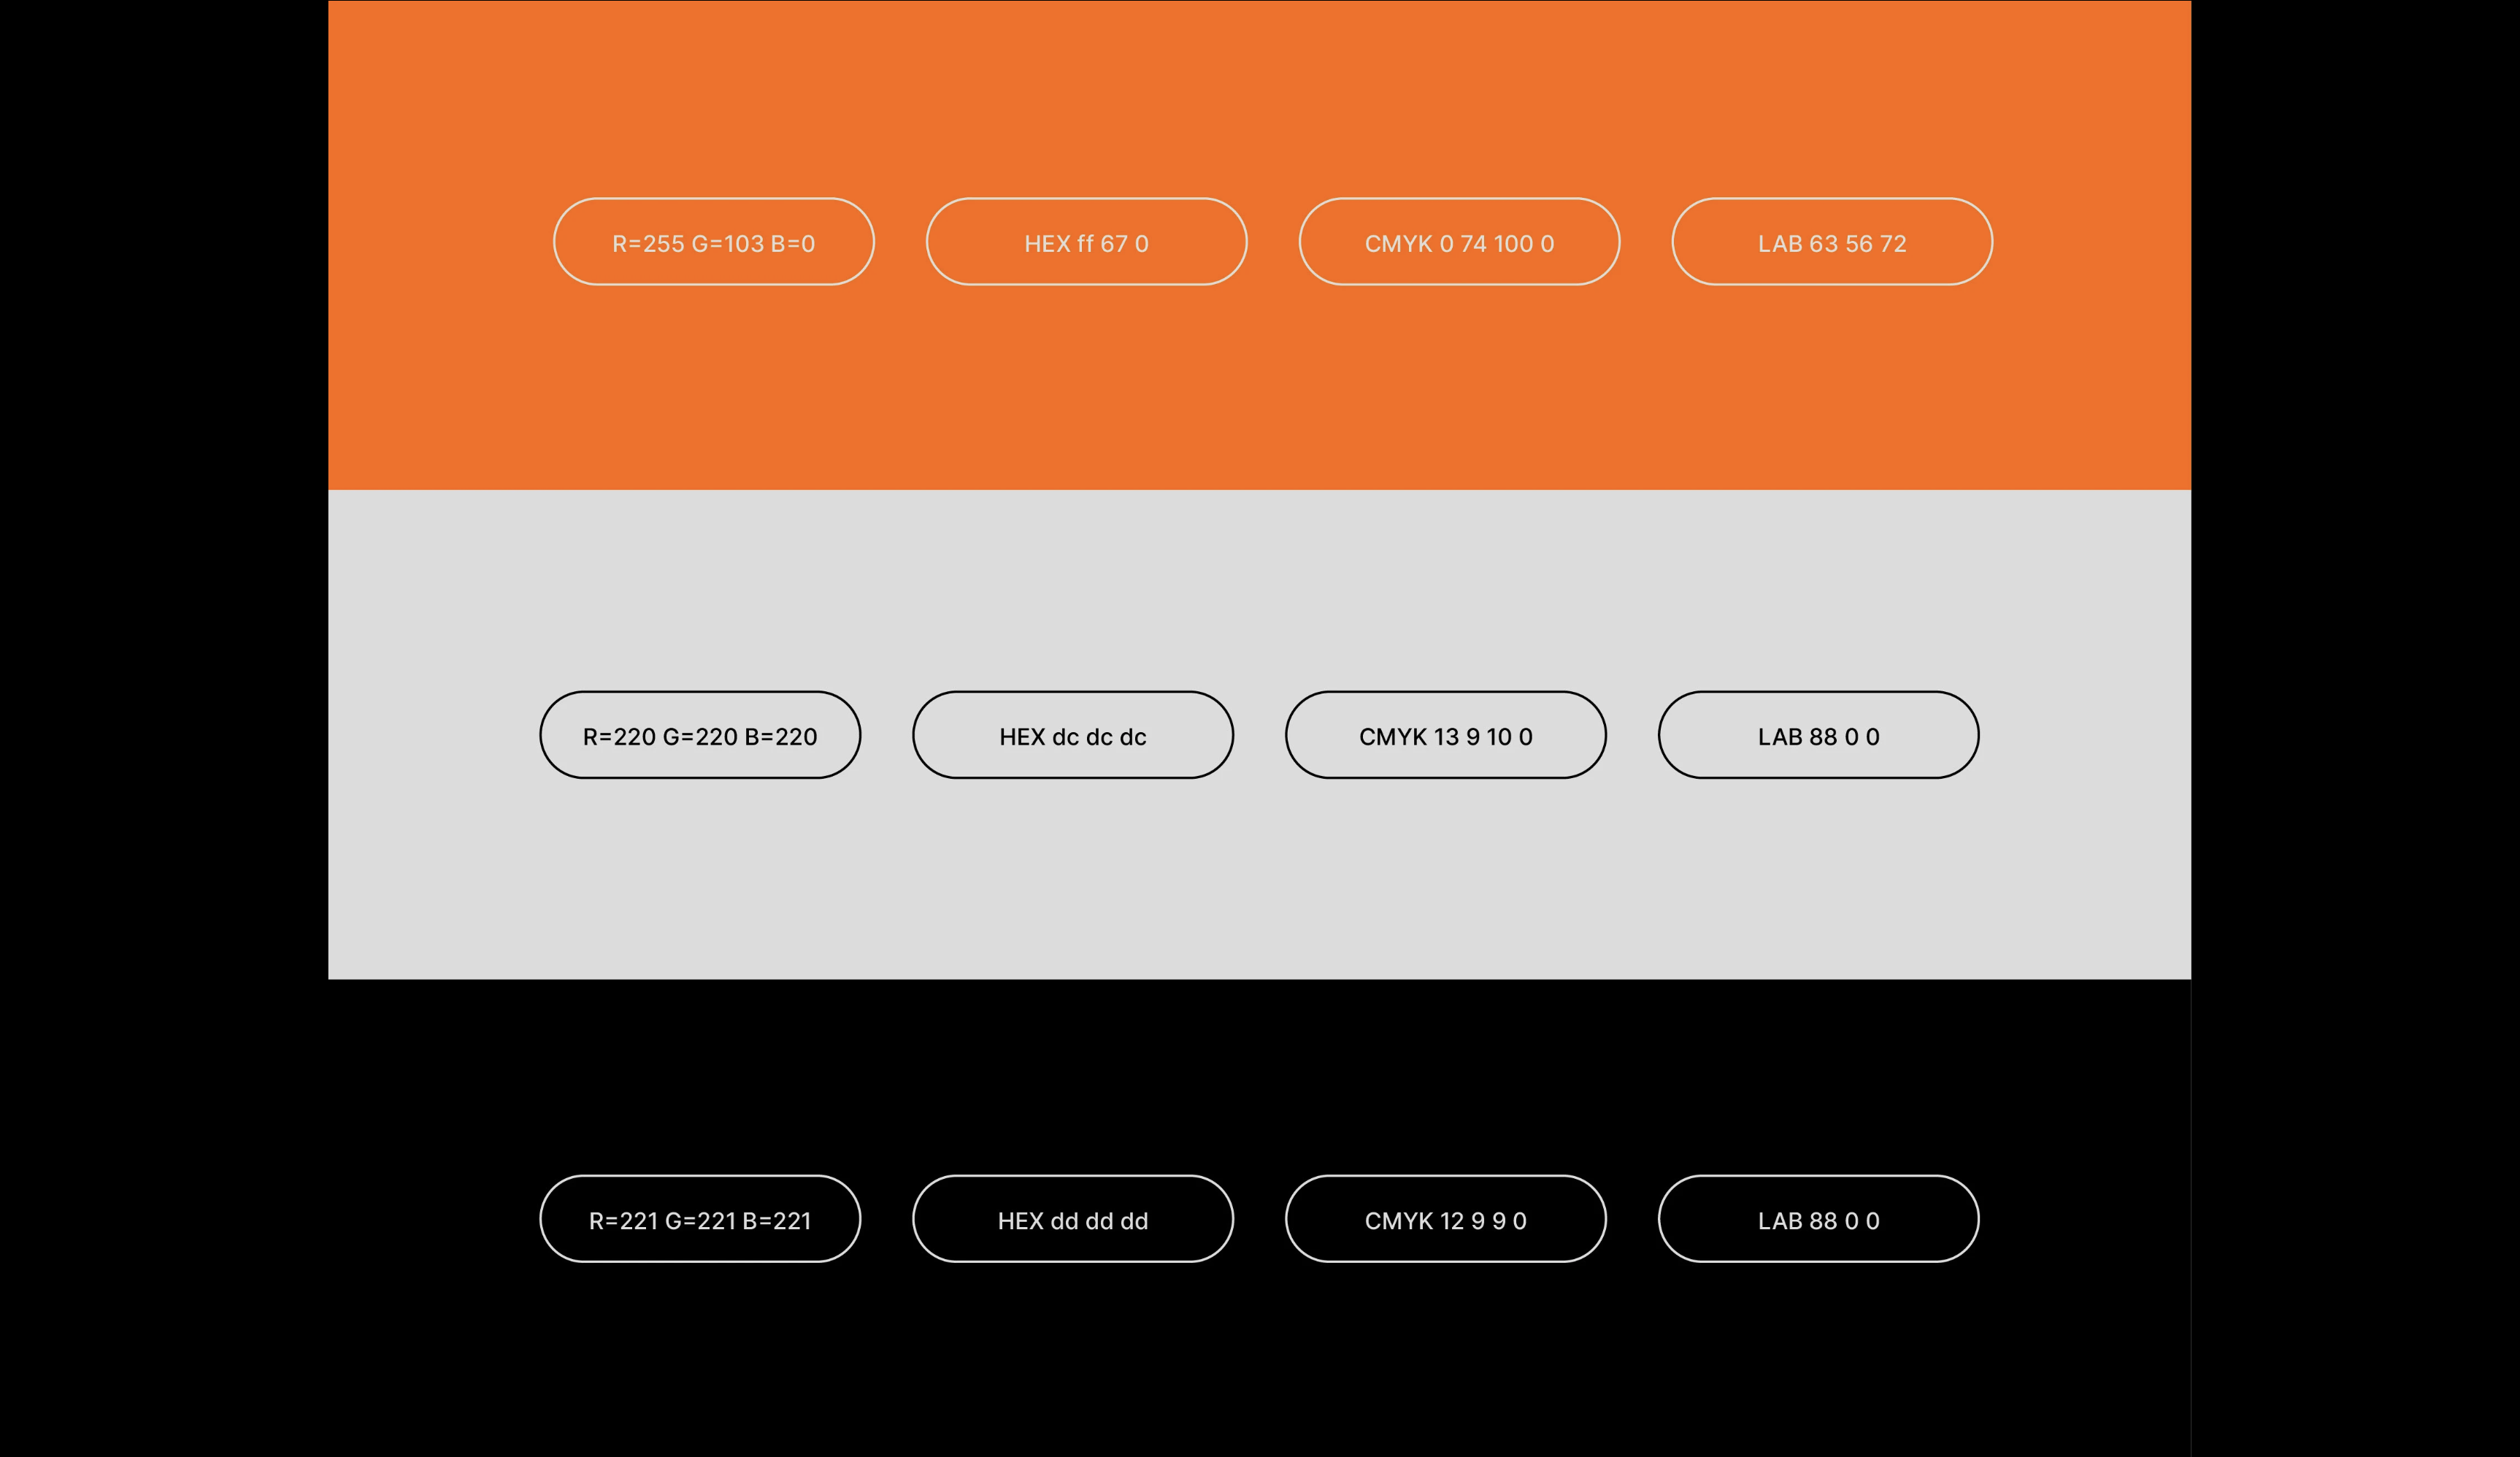 R=255 G=103 B=0
HEX ff 67 0
CMYK 0 74 100 0
LAB 63 56 72
R=220 G=220 B=220
HEX dc dc dc
CMYK 13 9 10 0
LAB 88 0 0
R=221 G=221 B=221
HEX dd dd dd
CMYK 12 9 9 0
LAB 88 0 0